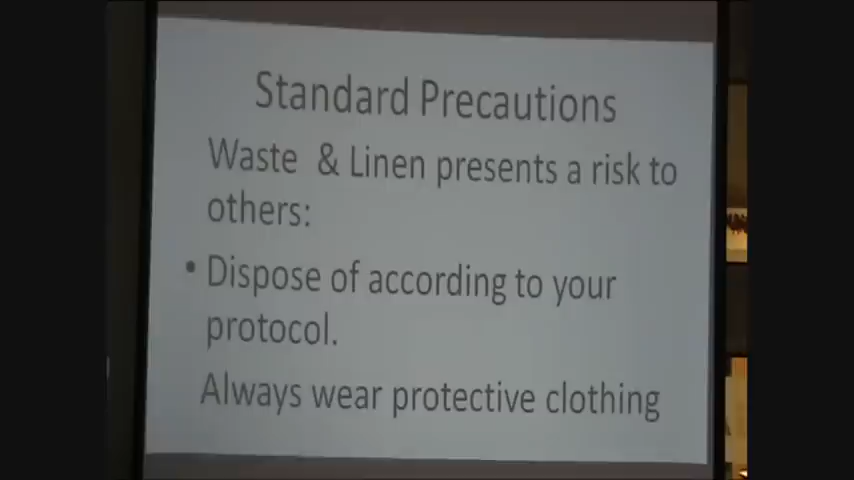 Standard Precautions
Waste & Linen presents a risk to
others:
• Dispose of according to your
protocol.
Always wear protective clothing